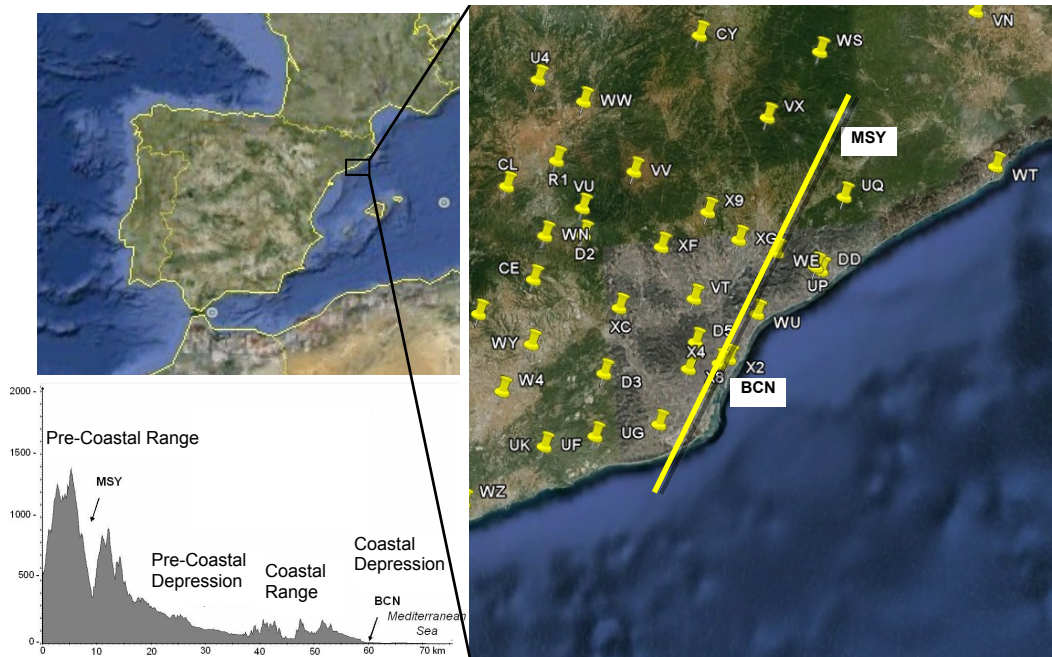 CY
VN
WS
U4
WW
VX
MSY
CL
R1
VV
WT
VU
UQ
X9
WN
D2
XF
XG
WE
DD
CE
UP
VT
XC
WU
WY
D5
X4
X2
W4
D3
X8
BCN
UK
UF
UG
WZ
2000
1500
1000
500
0
Pre-Coastal Range
MSY
Pre-Coastal
Depression
Coastal
Range
Coastal
Depression
BCN
Mediterranean
Sea
0 10 20 30 40 50 60 70 km